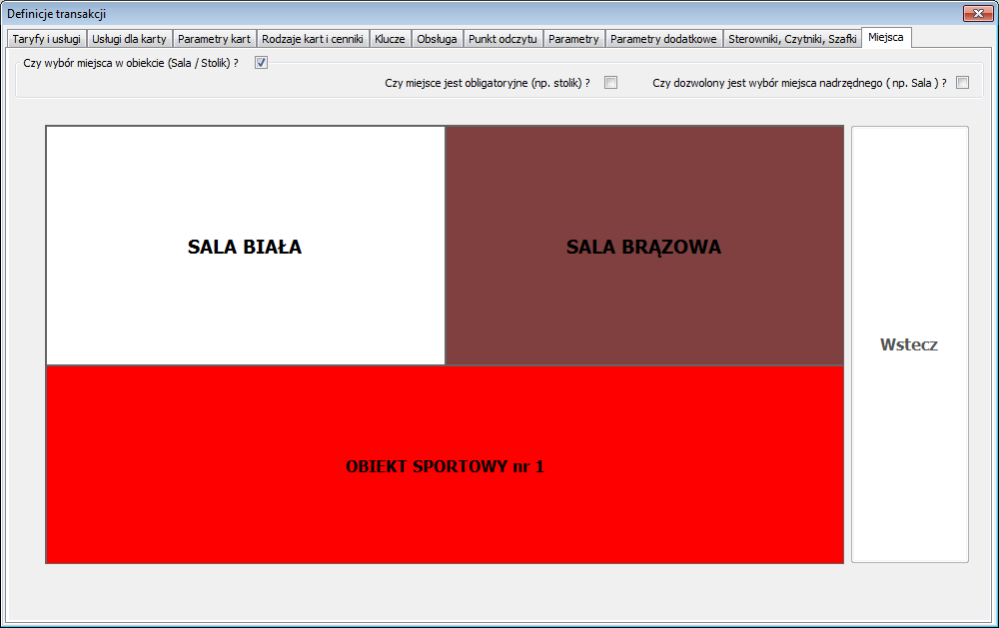 Definicje transakcji
Taryfy i usługi Usługi dla karty Parametry kart Rodzaje kart i cenniki Klucze Obsługa Punkt odczytu Parametry Parametry dodatkowe Sterowniki, Czytniki, Szafki Miejsca
Czy wybór miejsca w obiekcie (Sala / Stolik) ?
Czy miejsce jest obligatoryjne (np. stolik) ? Czy dozwolony jest wybór miejsca nadrzędnego ( np. Sala ) ?
SALA BIAŁA SALA BRĄZOWA
Wstecz
OBIEKT SPORTOWY nr 1